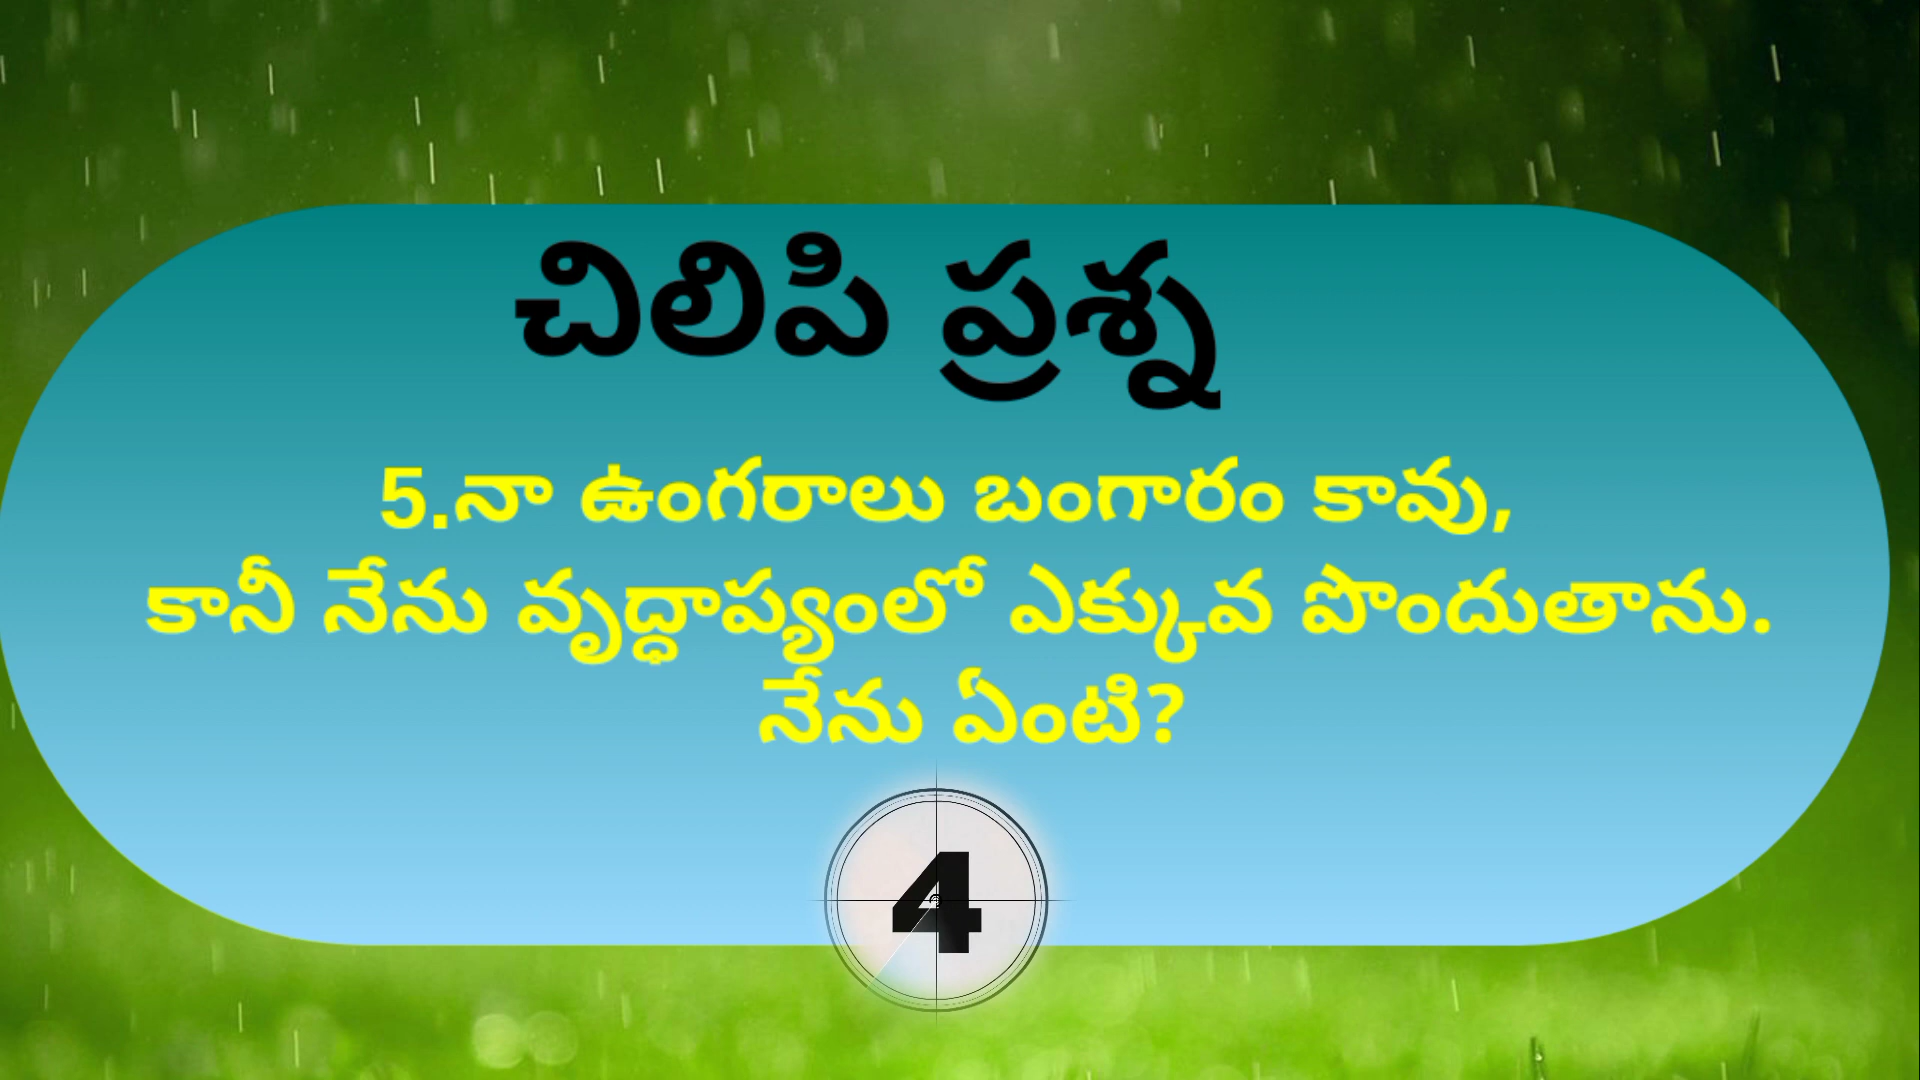 చిలిపి ప్రశ్న
5.నా ఉంగరాలు బంగారం కావు,
కానీ నేను వృద్ధాప్యంలో ఎక్కువ పొందుతాను.
నేను ఏంటి?
4